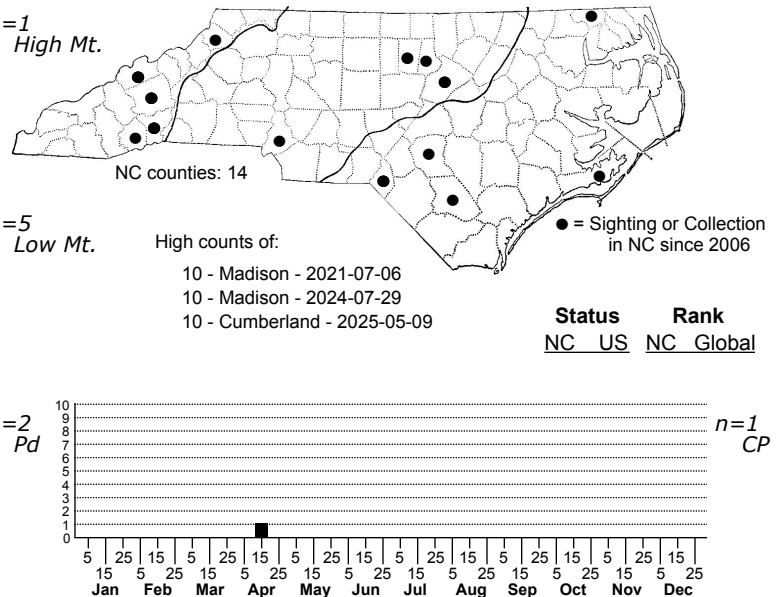 =1
High Mt.
NC counties: 14
=5
Low Mt.
High counts of:
10 - Madison - 2021-07-06
10 - Madison - 2024-07-29
10 - Cumberland - 2025-05-09
● = Sighting or Collection
in NC since 2006
Status Rank
NC US NC Global
=2
Pd
n=1
CP
10
9
8
7
6
5
4
3
2
1
0
5 25 15 5 25 15 5 25 15 5 25 15 5 25 15 5 25 15
15 5 25 15 5 25 15 5 25 15 5 25 15 5 25 15 5 25
Jan Feb Mar Apr May Jun Jul Aug Sep Oct Nov Dec